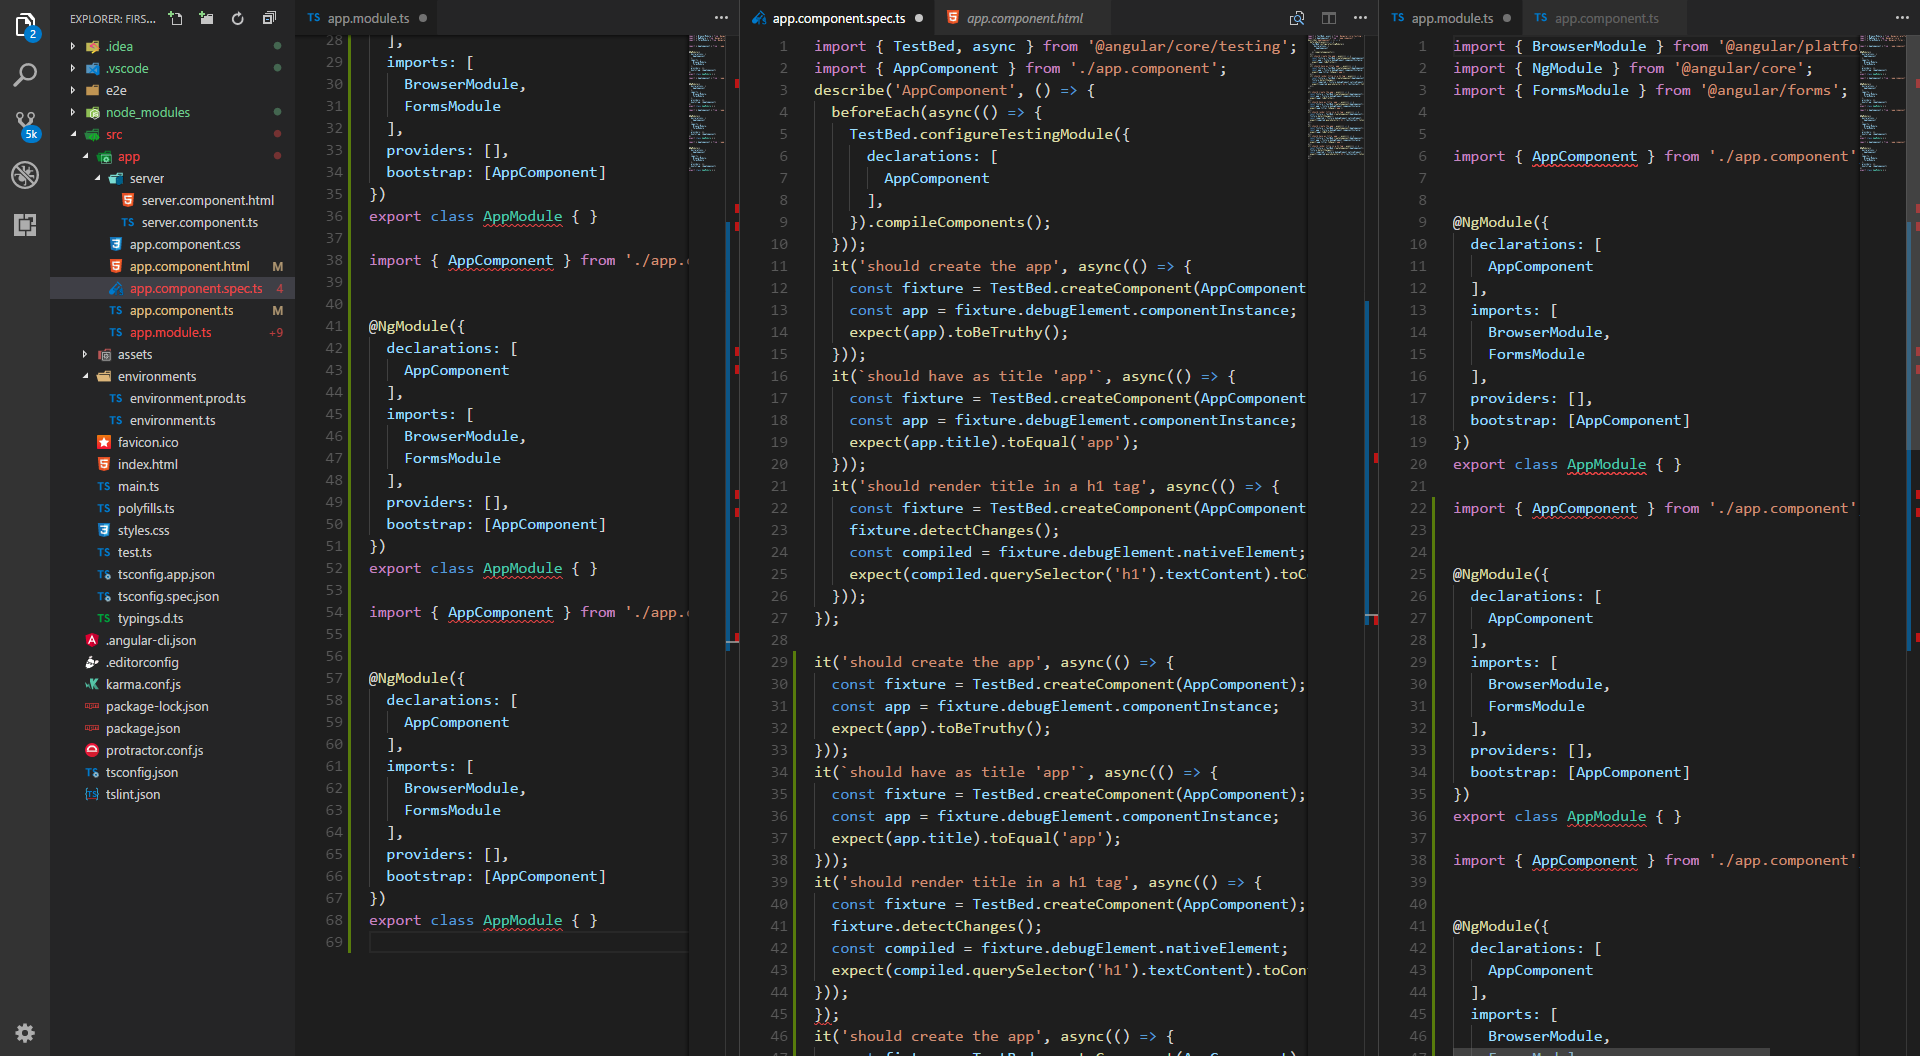 EXPLORER: FIRS...
2
5k
.idea
.vscode
e2e
node_modules
src
app
server
server.component.html
TS server.component.ts
app.component.css
app.component.html M
app.component.spec.ts 4
TS app.component.ts M
TS app.module.ts +9
assets
environments
TS environment.prod.ts
TS environment.ts
favicon.ico
index.html
TS main.ts
TS polyfills.ts
styles.css
TS test.ts
TS tsconfig.app.json
TS tsconfig.spec.json
TS typings.d.ts
.angular-cli.json
.editorconfig
karma.conf.js
package-lock.json
package.json
protractor.conf.js
TS tsconfig.json
tslint.json
TS app.module.ts
28 ],
29 imports: [
30 BrowserModule,
31 FormsModule
32 ],
33 providers: [],
34 bootstrap: [AppComponent]
35 })
36 export class AppModule { }
37
38 import { AppComponent } from './app.
39
40
41 @NgModule({
42 declarations: [
43 AppComponent
44 ],
45 imports: [
46 BrowserModule,
47 FormsModule
48 ],
49 providers: [],
50 bootstrap: [AppComponent]
51 })
52 export class AppModule { }
53
54 import { AppComponent } from './app.
55
56
57 @NgModule({
58 declarations: [
59 AppComponent
60 ],
61 imports: [
62 BrowserModule,
63 FormsModule
64 ],
65 providers: [],
66 bootstrap: [AppComponent]
67 })
68 export class AppModule { }
69
app.component.spec.ts
app.component.html
1 import { TestBed, async } from '@angular/core/testing';
2 import { AppComponent } from './app.component';
3 describe('AppComponent', () => {
4 beforeEach(async(() => {
5 TestBed.configureTestingModule({
6 declarations: [
7 AppComponent
8 ],
9 }).compileComponents();
10 }));
11 it('should create the app', async(() => {
12 const fixture = TestBed.createComponent(AppComponent
13 const app = fixture.debugElement.componentInstance;
14 expect(app).toBeTruthy();
15 }));
16 it(`should have as title 'app'`, async(() => {
17 const fixture = TestBed.createComponent(AppComponent
18 const app = fixture.debugElement.componentInstance;
19 expect(app.title).toEqual('app');
20 }));
21 it('should render title in a h1 tag', async(() => {
22 const fixture = TestBed.createComponent(AppComponent
23 fixture.detectChanges();
24 const compiled = fixture.debugElement.nativeElement;
25 expect(compiled.querySelector('h1').textContent).toC
26 }));
27 });
28
29 it('should create the app', async(() => {
30 const fixture = TestBed.createComponent(AppComponent);
31 const app = fixture.debugElement.componentInstance;
32 expect(app).toBeTruthy();
33 }));
34 it(`should have as title 'app'`, async(() => {
35 const fixture = TestBed.createComponent(AppComponent);
36 const app = fixture.debugElement.componentInstance;
37 expect(app.title).toEqual('app');
38 }));
39 it('should render title in a h1 tag', async(() => {
40 const fixture = TestBed.createComponent(AppComponent);
41 fixture.detectChanges();
42 const compiled = fixture.debugElement.nativeElement;
43 expect(compiled.querySelector('h1').textContent).toCon
44 }));
45 });
46 it('should create the app', async(() => {
TS app.module.ts
TS app.component.ts
1 import { BrowserModule } from '@angular/platfo
2 import { NgModule } from '@angular/core';
3 import { FormsModule } from '@angular/forms';
4
5
6 import { AppComponent } from './app.component'
7
8
9 @NgModule({
10 declarations: [
11 AppComponent
12 ],
13 imports: [
14 BrowserModule,
15 FormsModule
16 ],
17 providers: [],
18 bootstrap: [AppComponent]
19 })
20 export class AppModule { }
21
22 import { AppComponent } from './app.component'
23
24
25 @NgModule({
26 declarations: [
27 AppComponent
28 ],
29 imports: [
30 BrowserModule,
31 FormsModule
32 ],
33 providers: [],
34 bootstrap: [AppComponent]
35 })
36 export class AppModule { }
37
38 import { AppComponent } from './app.component'
39
40
41 @NgModule({
42 declarations: [
43 AppComponent
44 ],
45 imports: [
46 BrowserModule,